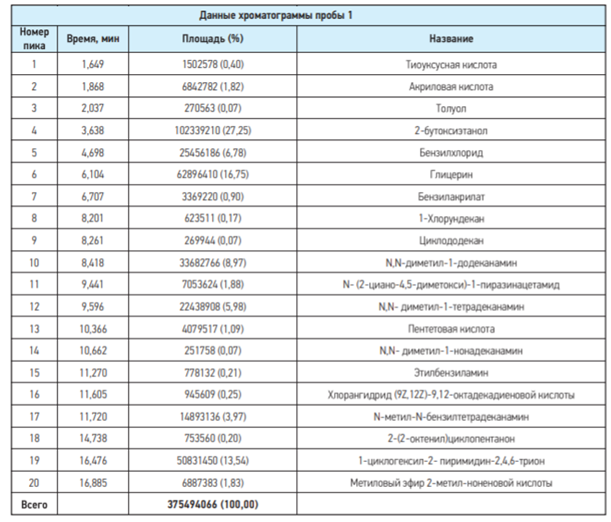 Данные хроматограммы пробы 1
Номер пика Время, мин Площадь (%) Название
1 1,649 1502578 (0,40) Тиоуксусная кислота
2 1,868 6842782 (1,82) Акриловая кислота
3 2,037 270563 (0,07) Толуол
4 3,638 102339210 (27,25) 2-бутоксиэтанол
5 4,698 25456186 (6,78) Бензилхлорид
6 6,104 62896410 (16,75) Глицерин
7 6,707 3369220 (0,90) Бензилакрилат
8 8,201 623511 (0,17) 1-Хлорундекан
9 8,261 269944 (0,07) Циклододекан
10 8,418 33682766 (8,97) N,N-диметил-1-додеканамин
11 9,441 7053624 (1,88) N- (2-циано-4,5-диметокси)-1-пиразинацетамид
12 9,596 22438908 (5,98) N,N- диметил-1-тетрадеканамин
13 10,366 4079517 (1,09) Пентетовая кислота
14 10,662 251758 (0,07) N,N- диметил-1-нонадеканамин
15 11,270 778132 (0,21) Этилбензиламин
16 11,605 945609 (0,25) Хлорангидрид (9Z,12Z)-9,12-октадекадиеновой кислоты
17 11,720 14893136 (3,97) N-метил-N-бензилтетрадеканамин
18 14,738 753560 (0,20) 2-(2-октенил)циклопентанон
19 16,476 50831450 (13,54) 1-циклогексил-2- пиримидин-2,4,6-трион
20 16,885 6887383 (1,83) Метиловый эфир 2-метил-ноненовой кислоты
Всего 375494066 (100,00)